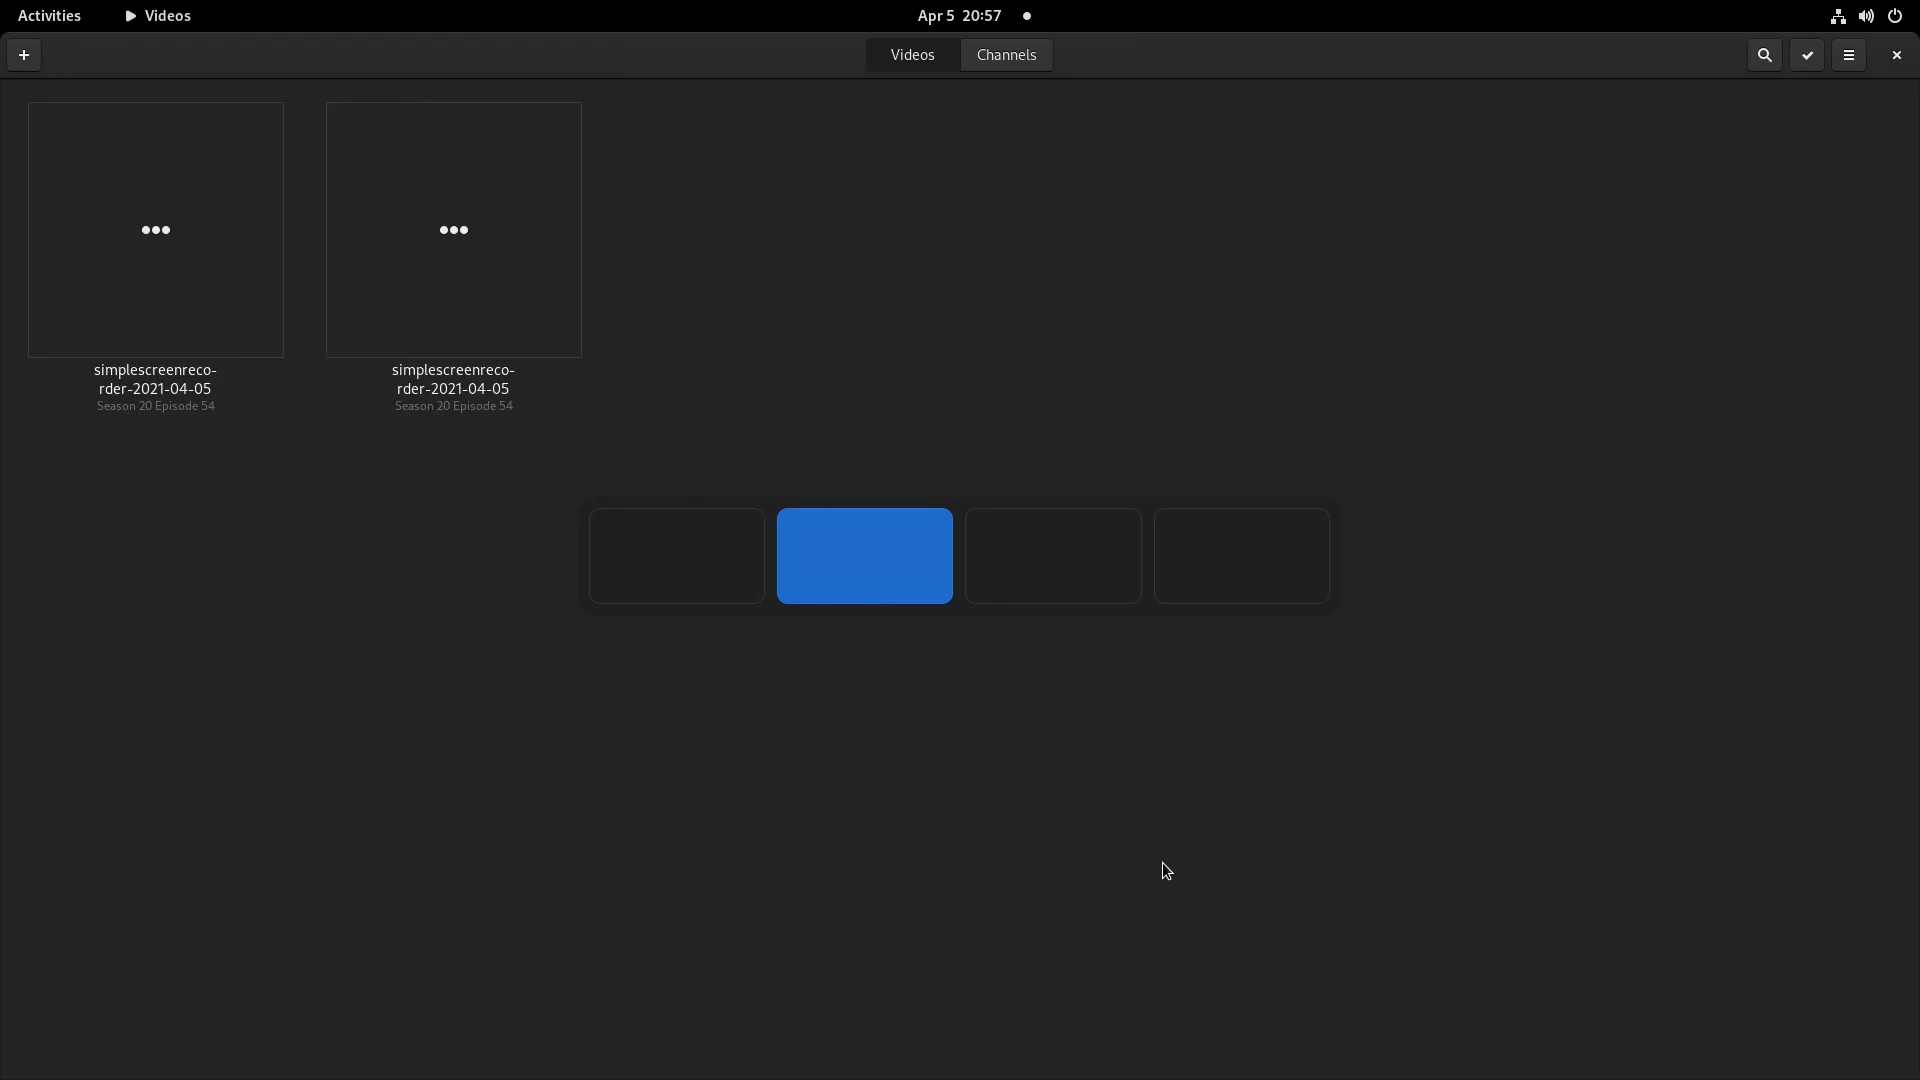 Activities
Videos
Apr 5 20:57
Videos
Channels
simplescreenreco-
rder-2021-04-05
Season 20 Episode 54
simplescreenreco-
rder-2021-04-05
Season 20 Episode 54